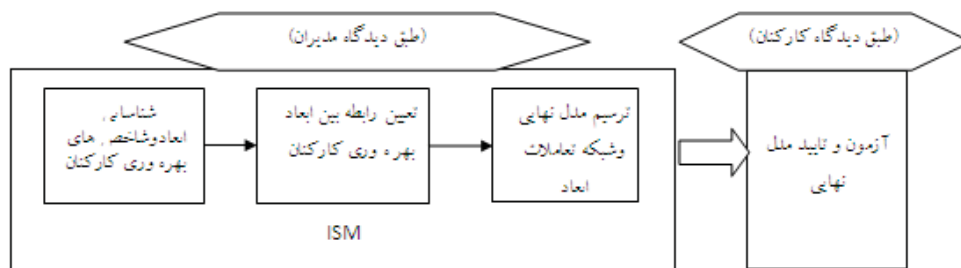 (طبق دیدگاه مدیران)
(طبق دیدگاه کارکنان)
شناسایی
ابعادوشاخص های
بهره وری کارکنان
تعیین رابطه بین ابعاد
بهره وری کارکنان
ترسیم مدل نهایی
وشبکه تعاملات
ابعاد
آزمون و تایید مدل
نهایی
ISM